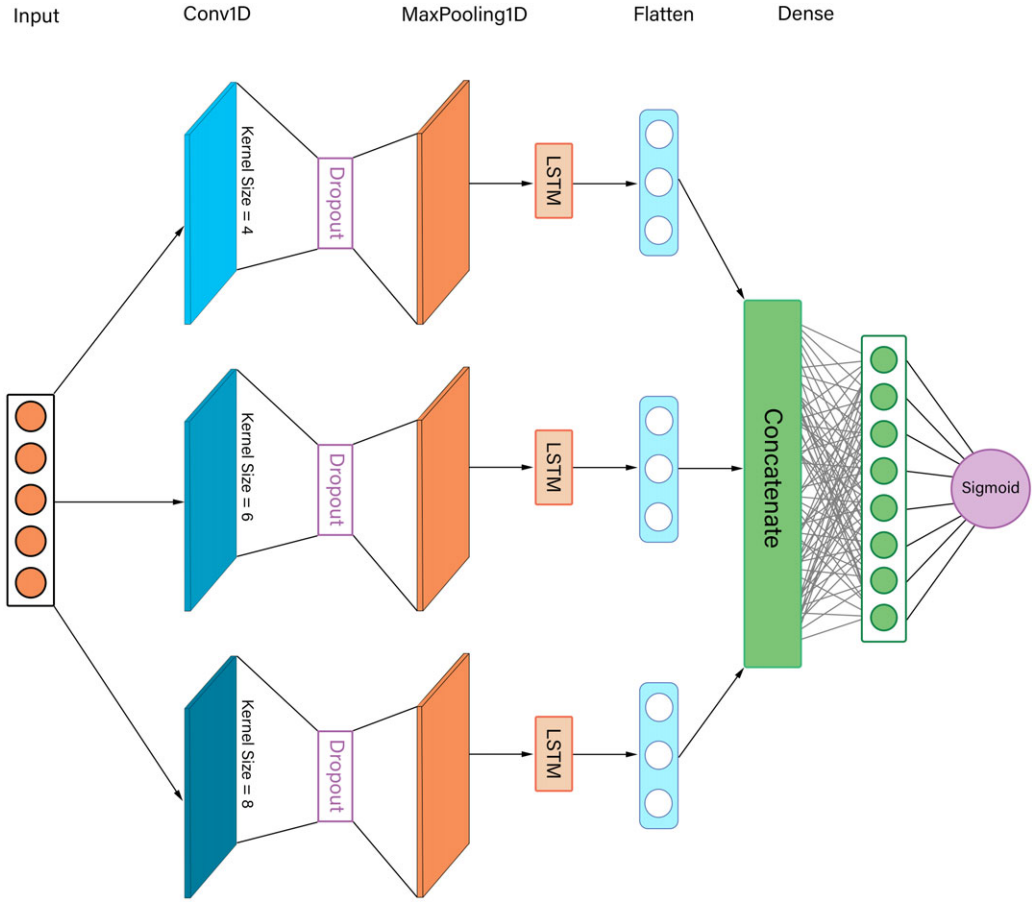 Input
Conv1D
MaxPooling1D
Flatten
Dense
Kernel Size = 4
Dropout
LSTM
Kernel Size = 6
Dropout
LSTM
Concatenate
Sigmoid
Kernel Size = 8
Dropout
LSTM